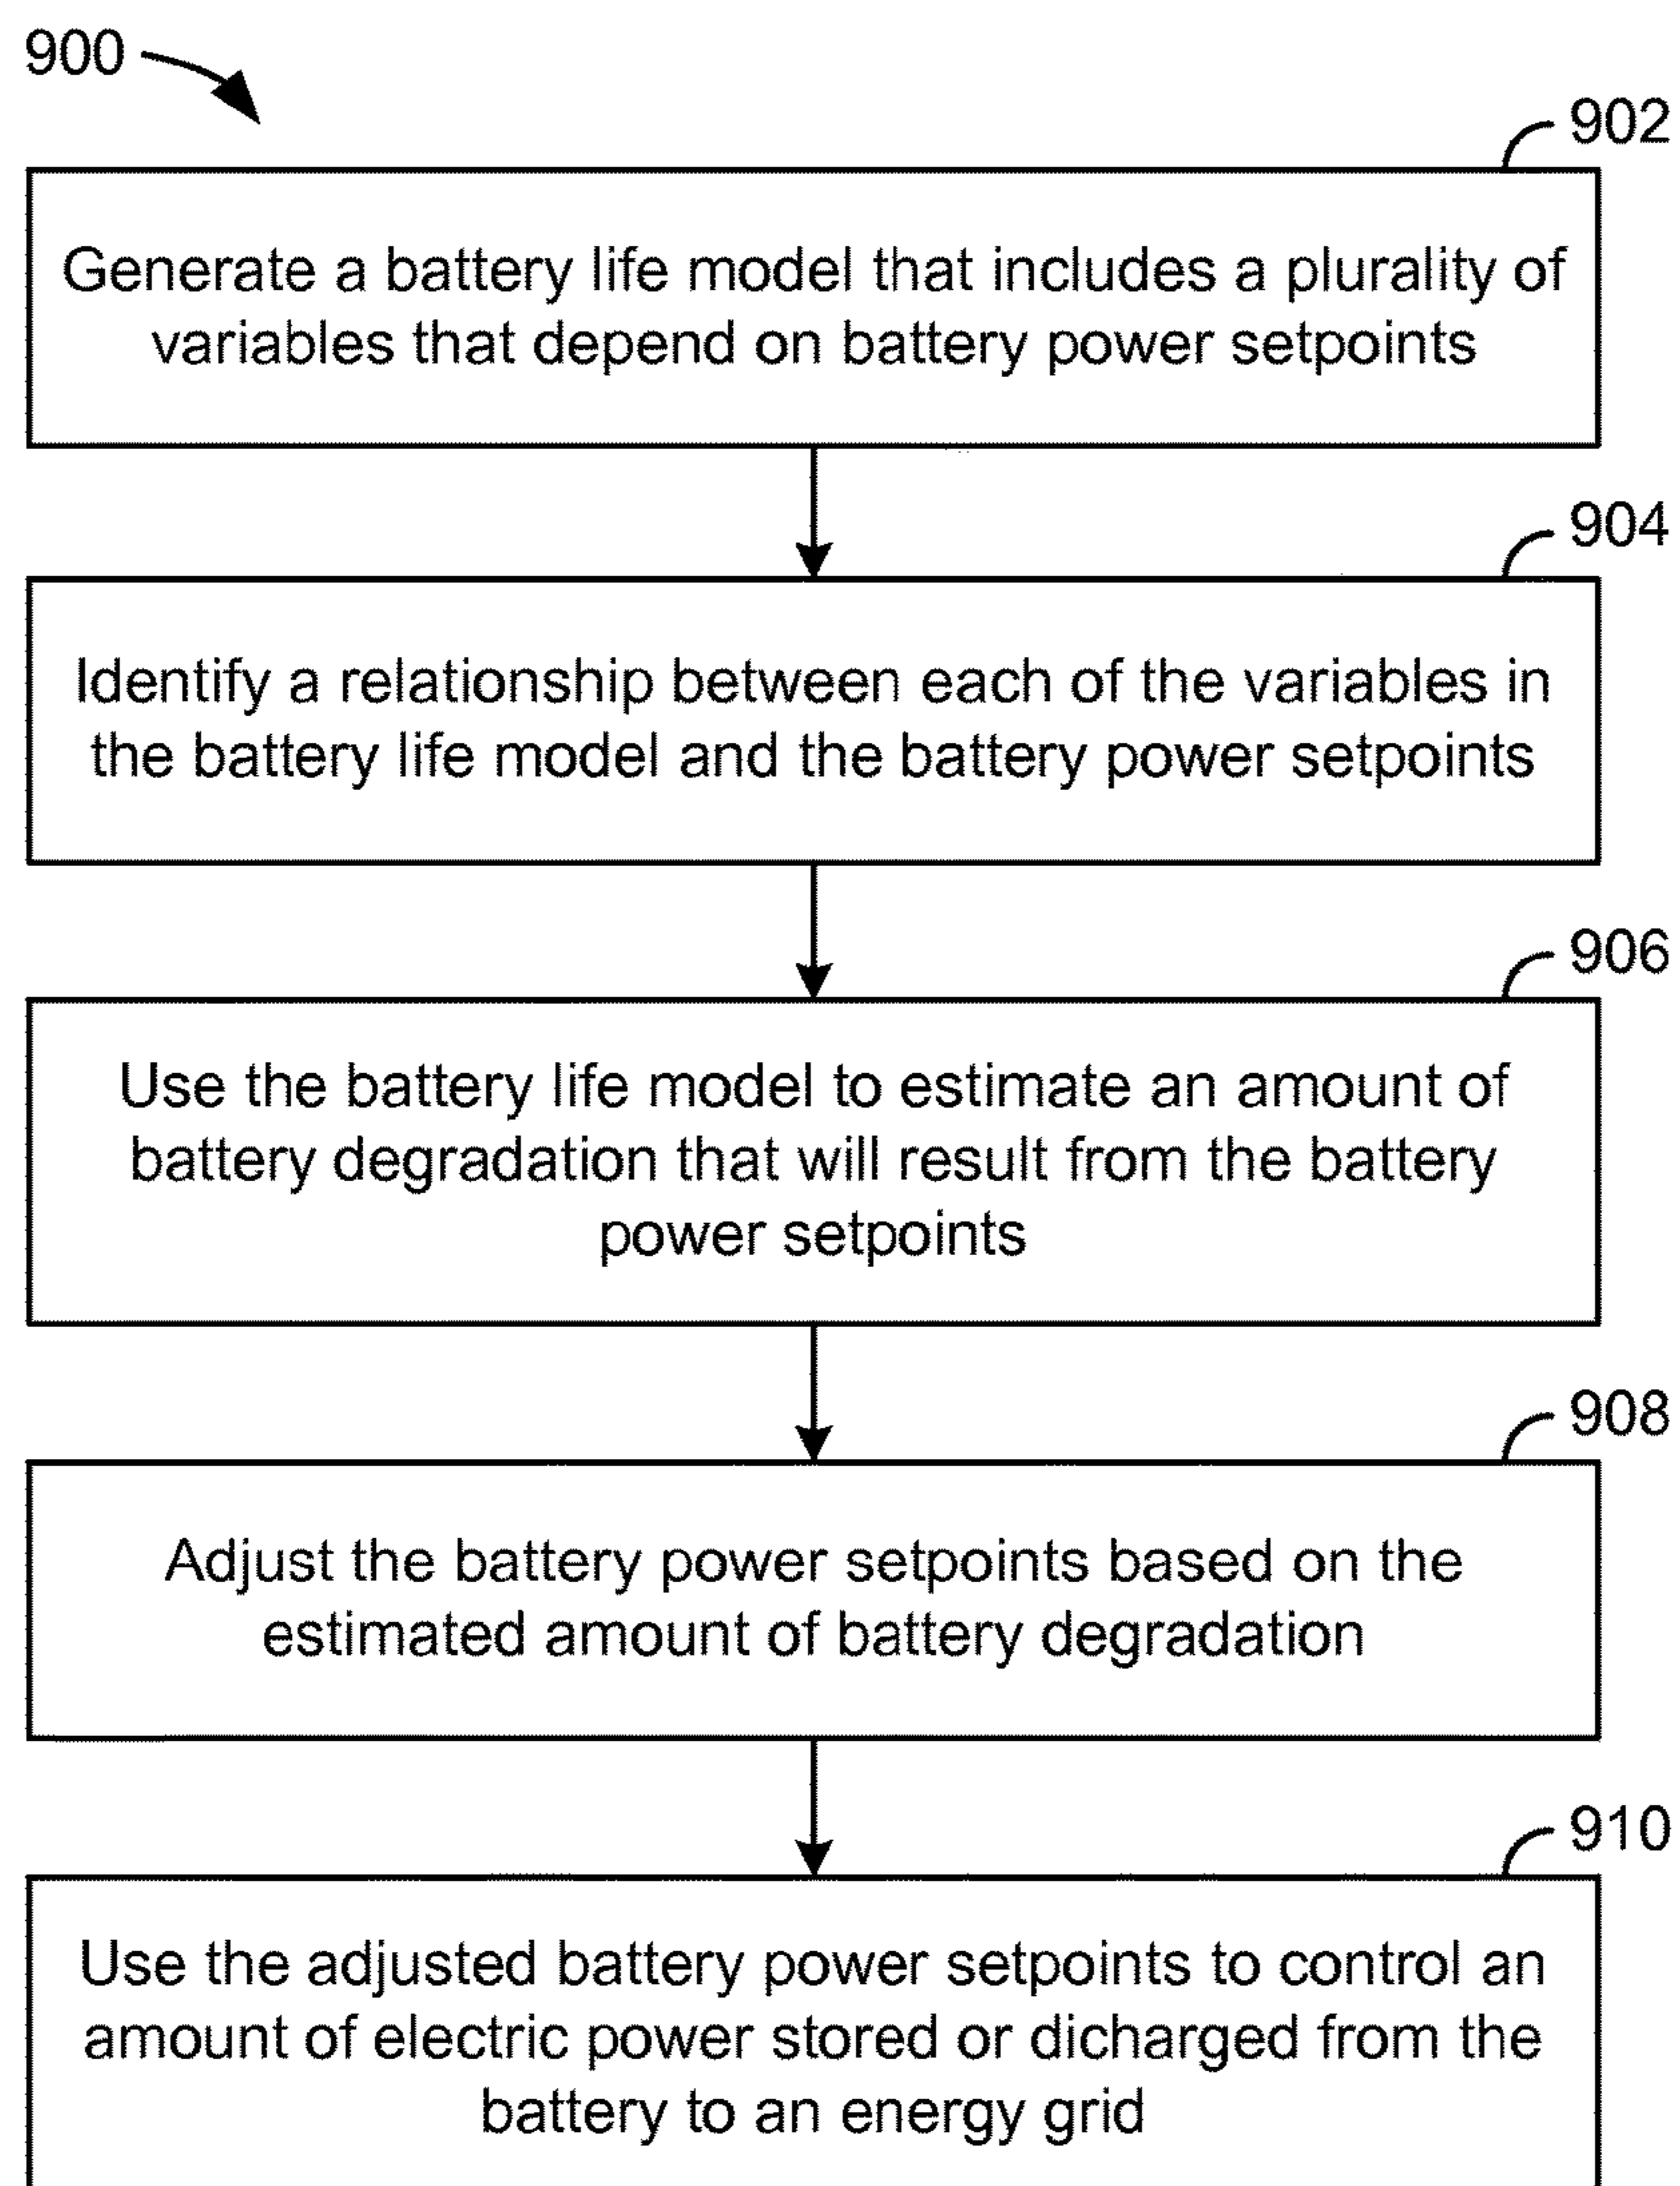 900
902
Generate a battery life model that includes a plurality of
variables that depend on battery power setpoints
904
Identify a relationship between each of the variables in
the battery life model and the battery power setpoints
906
Use the battery life model to estimate an amount of
battery degradation that will result from the battery
power setpoints
908
Adjust the battery power setpoints based on the
estimated amount of battery degradation
910
Use the adjusted battery power setpoints to control an
amount of electric power stored or dicharged from the
battery to an energy grid